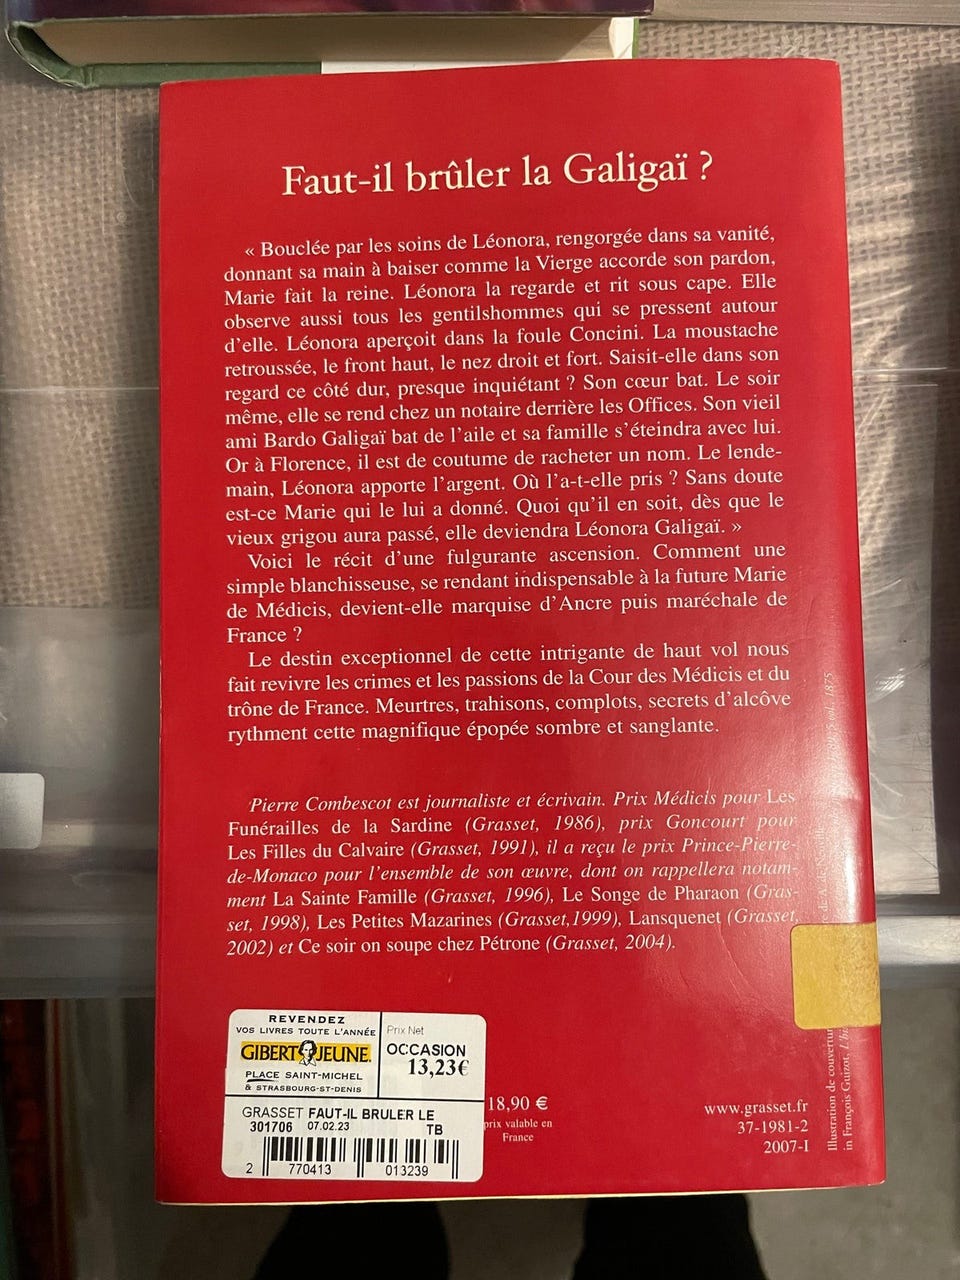 Faut-il brûler la Galigaï ?
« Bouclée par les soins de Léonora, rengorgée dans sa vanité,
donnant sa main à baiser comme la Vierge accorde son pardon,
Marie fait la reine. Léonora la regarde et rit sous cape. Elle
observe aussi tous les gentilshommes qui se pressent autour
d’elle. Léonora aperçoit dans la foule Concini. La moustache
retroussée, le front haut, le nez droit et fort. Saisit-elle dans son
regard ce côté dur, presque inquiétant ? Son cœur bat. Le soir
même, elle se rend chez un notaire derrière les Offices. Son vieil
ami Bardo Galigaï bat de l’aile et sa famille s’éteindra avec lui.
Or à Florence, il est de coutume de racheter un nom. Le lende-
main, Léonora apporte l’argent. Où l’a-t-elle pris ? Sans doute
est-ce Marie qui le lui a donné. Quoi qu’il en soit, dès que le
vieux grigou aura passé, elle deviendra Léonora Galigaï. »
Voici le récit d’une fulgurante ascension. Comment une
simple blanchisseuse, se rendant indispensable à la future Marie
de Médicis, devient-elle marquise d’Ancre puis maréchale de
France ?
Le destin exceptionnel de cette intrigante de haut vol nous
fait revivre les crimes et les passions de la Cour des Médicis et du
trône de France. Meurtres, trahisons, complots, secrets d’alcôve
rythment cette magnifique épopée sombre et sanglante.
Pierre Combescot est journaliste et écrivain. Prix Médicis pour Les
Funérailles de la Sardine (Grasset, 1986), prix Goncourt pour
Les Filles du Calvaire (Grasset, 1991), il a reçu le prix Prince-Pierre-
de-Monaco pour l’ensemble de son œuvre, dont on rappellera notam-
ment La Sainte Famille (Grasset, 1996), Le Songe de Pharaon (Gras-
set, 1998), Les Petites Mazarines (Grasset,1999), Lansquenet (Grasset,
2002) et Ce soir on soupe chez Pétrone (Grasset, 2004).
REVENDEZ
VOS LIVRES TOUTE L’ANNÉE
GIBERT JEUNE
PLACE SAINT-MICHEL
& STRASBOURG-ST-DENIS
Prix Net
OCCASION
13,23€
GRASSET FAUT-IL BRULER LE
301706 07.02.23 TB
2 770413 013239
18,90 €
prix valable en
France
www.grasset.fr
37-1981-2
2007-I
Illustration de couverture
in François Guizot, L’
5 vol., 1875